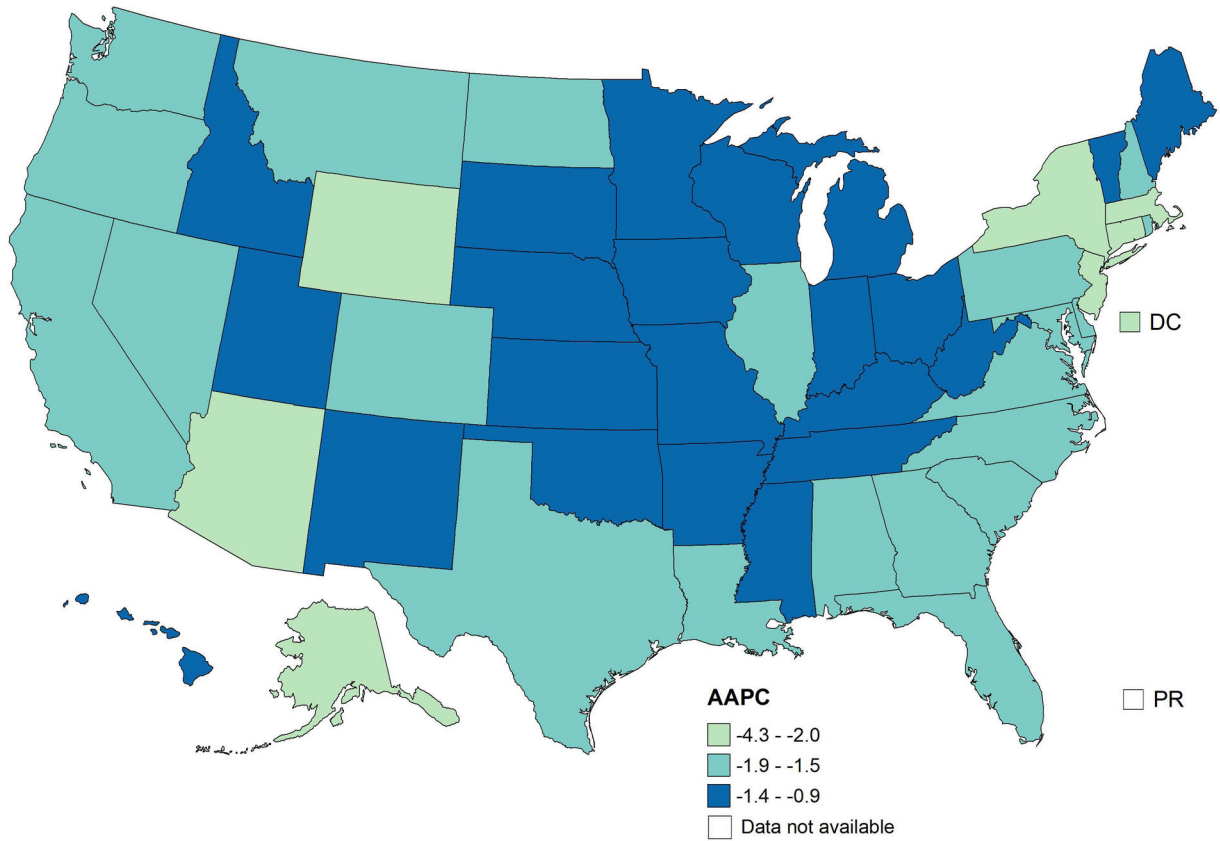 DC
PR
AAPC
-4.3 - -2.0
-1.9 - -1.5
-1.4 - -0.9
Data not available